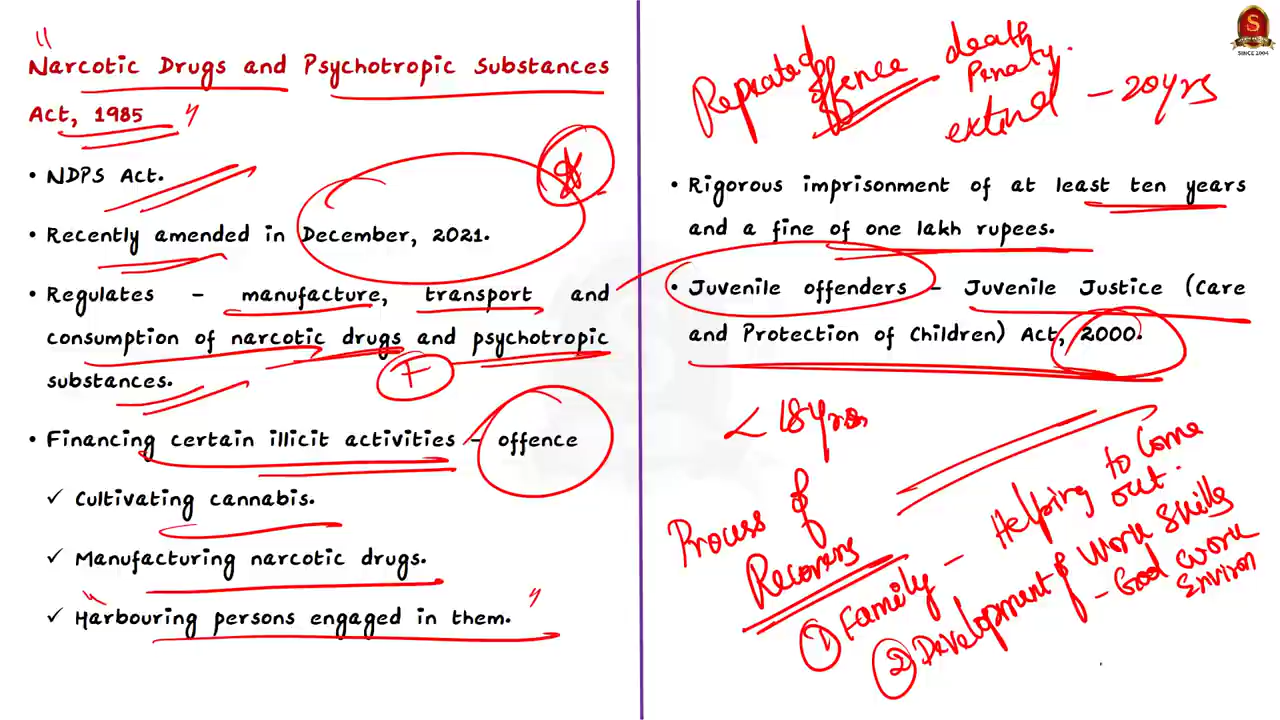 "Narcotic Drugs and Psychotropic Substances
Act, 1985"
• NDPS Act.
• Recently amended in December, 2021.
• Regulates - manufacture, transport and
consumption of narcotic drugs and psychotropic
substances.
F
• Financing certain illicit activities - offence
✓ Cultivating cannabis.
✓ Manufacturing narcotic drugs.
✓ "Harbouring persons engaged in them."
Repeated offence
death
Penalty.
extend - 20yrs
• Rigorous imprisonment of at least ten years
and a fine of one lakh rupees.
• Juvenile offenders - Juvenile Justice (Care
and Protection of Children) Act, 2000.
< 18yrs
Process of
Recovery
① Family - Helping to Come out.
② Development of Work Skills
- Good work
Environ
S
SINCE 2004